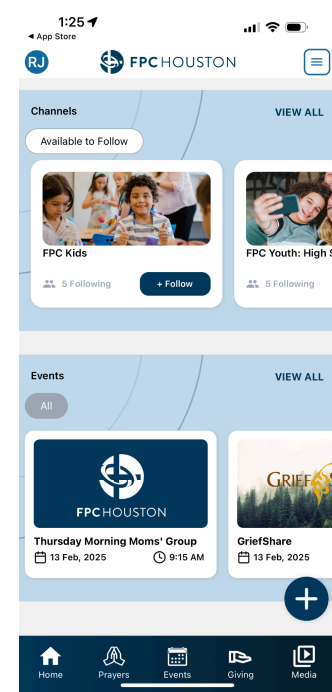 1:25
◀ App Store
RJ
FPC HOUSTON
Channels
VIEW ALL
Available to Follow
FPC Kids
FPC Youth: High S
5 Following
+ Follow
5 Following
Events
VIEW ALL
All
FPC HOUSTON
GRIEFS
Thursday Morning Moms' Group
GriefShare
13 Feb, 2025
9:15 AM
13 Feb, 2025
Home
Prayers
Events
Giving
Media